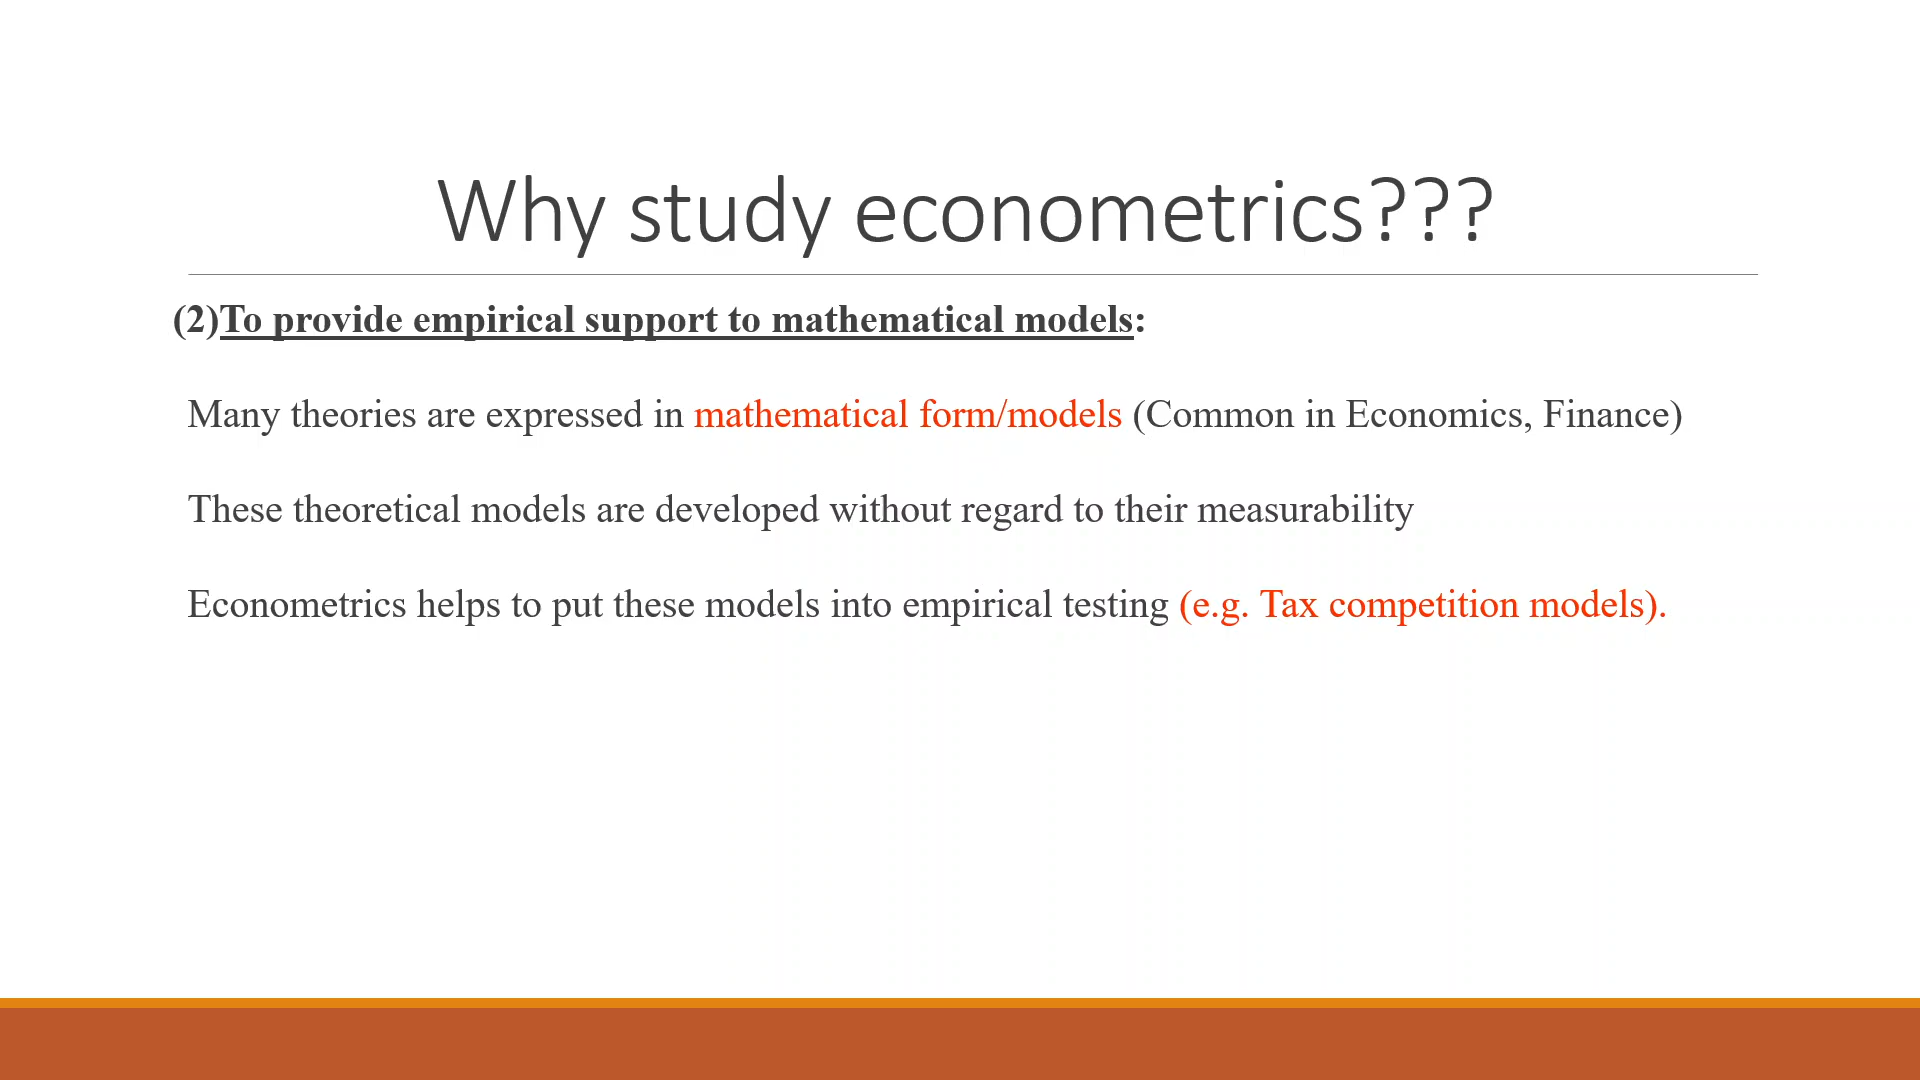 Why study econometrics???
(2)To provide empirical support to mathematical models:
Many theories are expressed in mathematical form/models (Common in Economics, Finance)
These theoretical models are developed without regard to their measurability
Econometrics helps to put these models into empirical testing (e.g. Tax competition models).